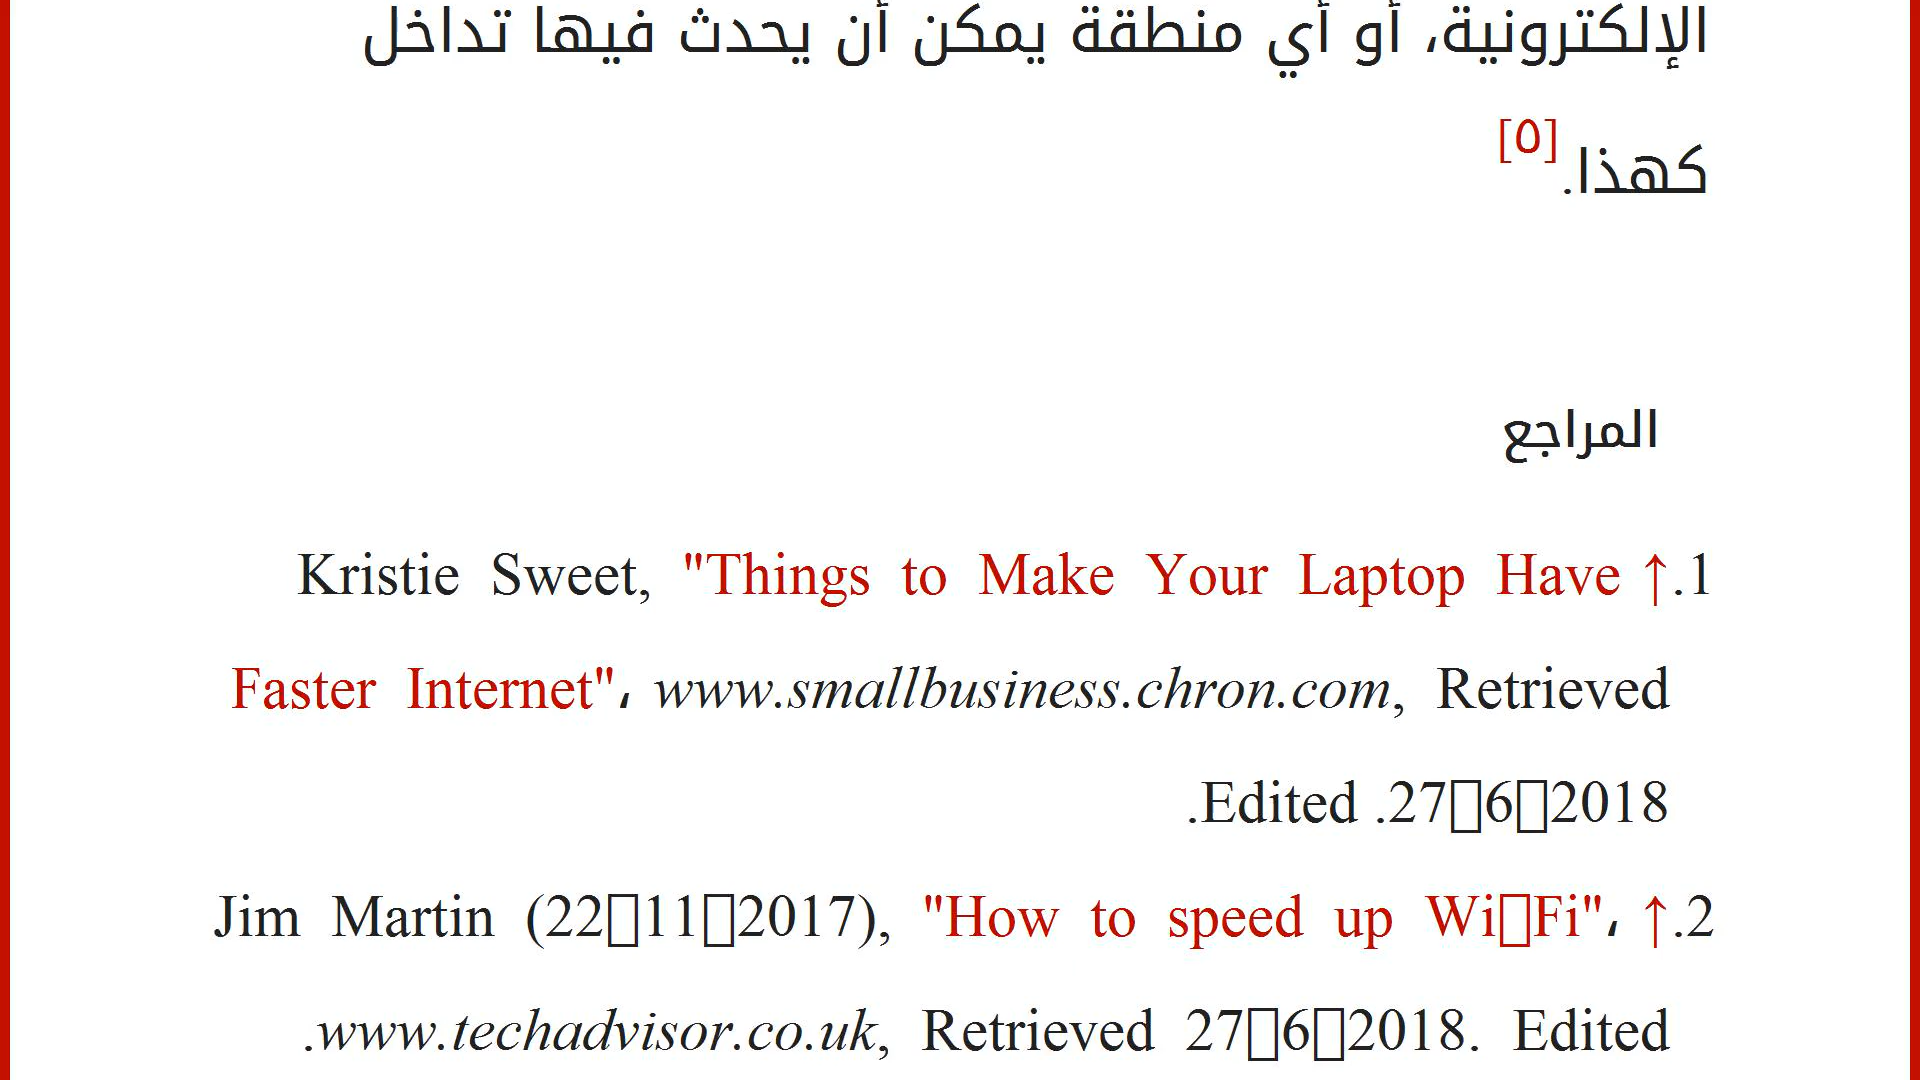 الإلكترونية، أو أي منطقة يمكن أن يحدث فيها تداخل
كهذا.[٥]
المراجع
1.↑ Kristie Sweet, "Things to Make Your Laptop Have
Faster Internet"، www.smallbusiness.chron.com, Retrieved
27▯6▯2018. Edited.
2.↑ Jim Martin (22▯11▯2017), "How to speed up Wi▯Fi"،
www.techadvisor.co.uk, Retrieved 27▯6▯2018. Edited.